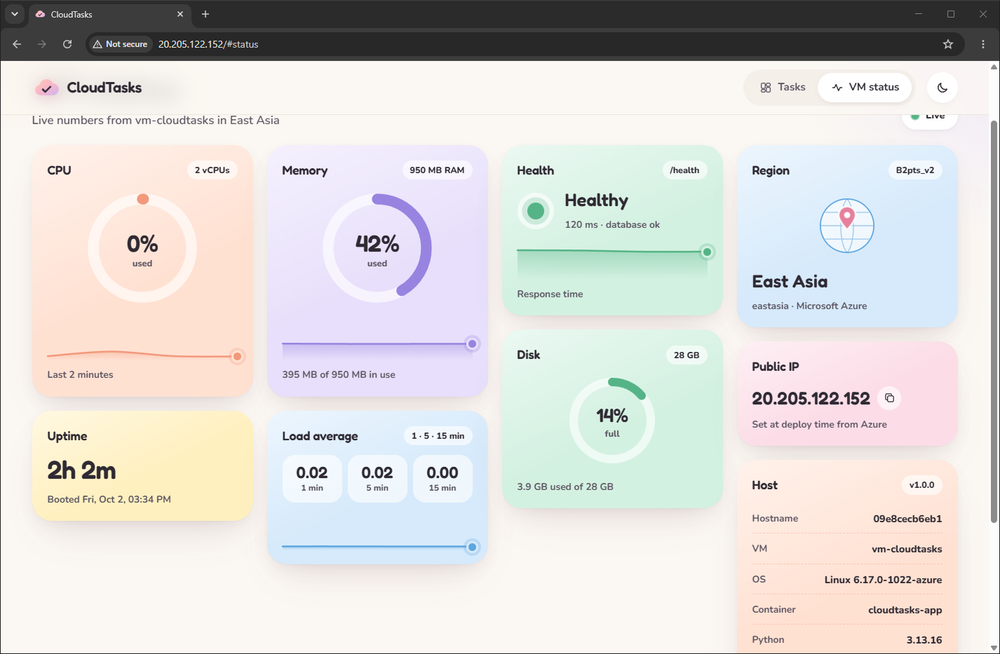 CloudTasks
Not secure
20.205.122.152/#status
CloudTasks
Tasks
VM status
Live numbers from vm-cloudtasks in East Asia
Live
CPU
2 vCPUs
0%
used
Last 2 minutes
Memory
950 MB RAM
42%
used
395 MB of 950 MB in use
Health
/health
Healthy
120 ms · database ok
Response time
Region
B2pts_v2
East Asia
eastasia · Microsoft Azure
Uptime
2h 2m
Booted Fri, Oct 2, 03:34 PM
Load average
1 · 5 · 15 min
0.02
1 min
0.02
5 min
0.00
15 min
Disk
28 GB
14%
full
3.9 GB used of 28 GB
Public IP
20.205.122.152
Set at deploy time from Azure
Host
v1.0.0
Hostname 09e8cecb6eb1
VM vm-cloudtasks
OS Linux 6.17.0-1022-azure
Container cloudtasks-app
Python 3.13.16